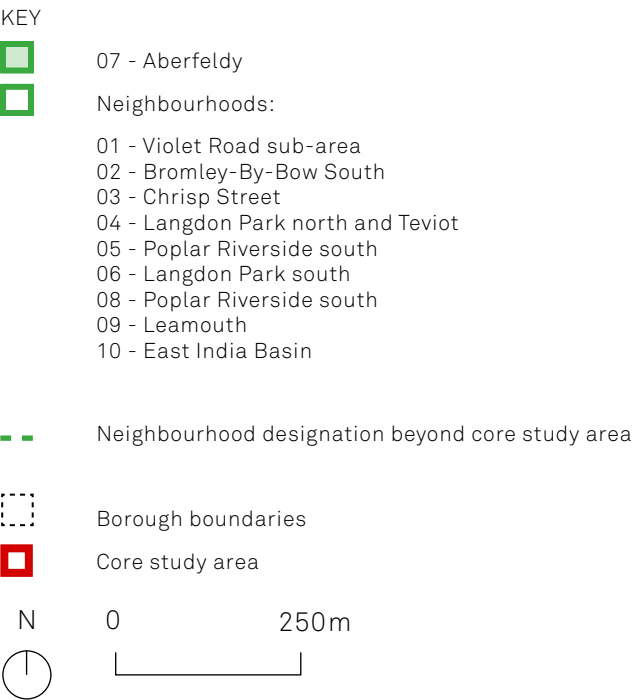 KEY
07 - Aberfeldy
Neighbourhoods:
01 - Violet Road sub-area
02 - Bromley-By-Bow South
03 - Chrisp Street
04 - Langdon Park north and Teviot
05 - Poplar Riverside south
06 - Langdon Park south
08 - Poplar Riverside south
09 - Leamouth
10 - East India Basin
Neighbourhood designation beyond core study area
Borough boundaries
Core study area
N 0 250m